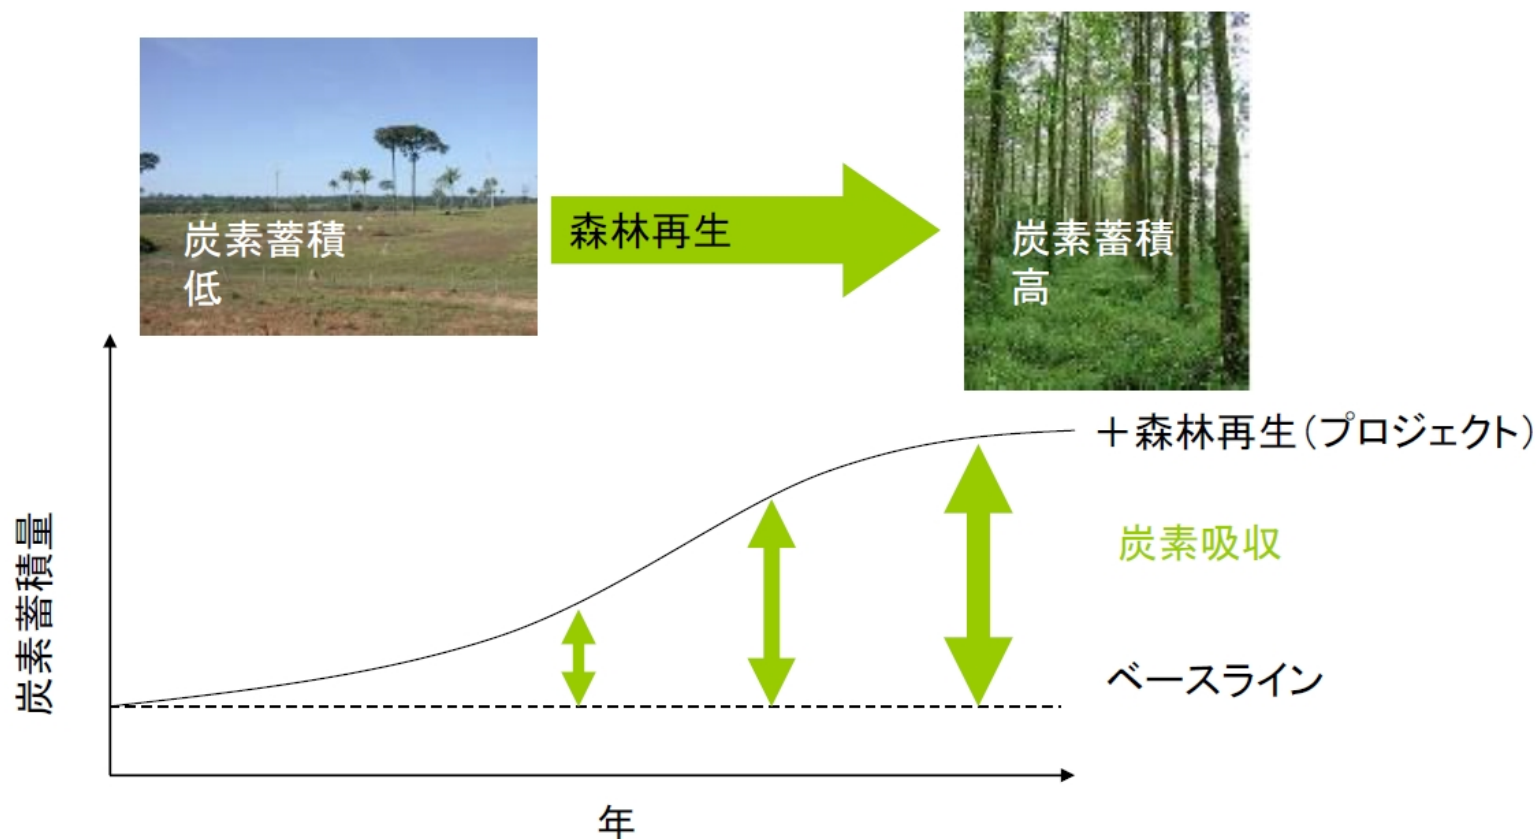 炭素蓄積
低
森林再生
炭素蓄積
高
+森林再生(プロジェクト)
炭素吸収
ベースライン
炭素蓄積量
年